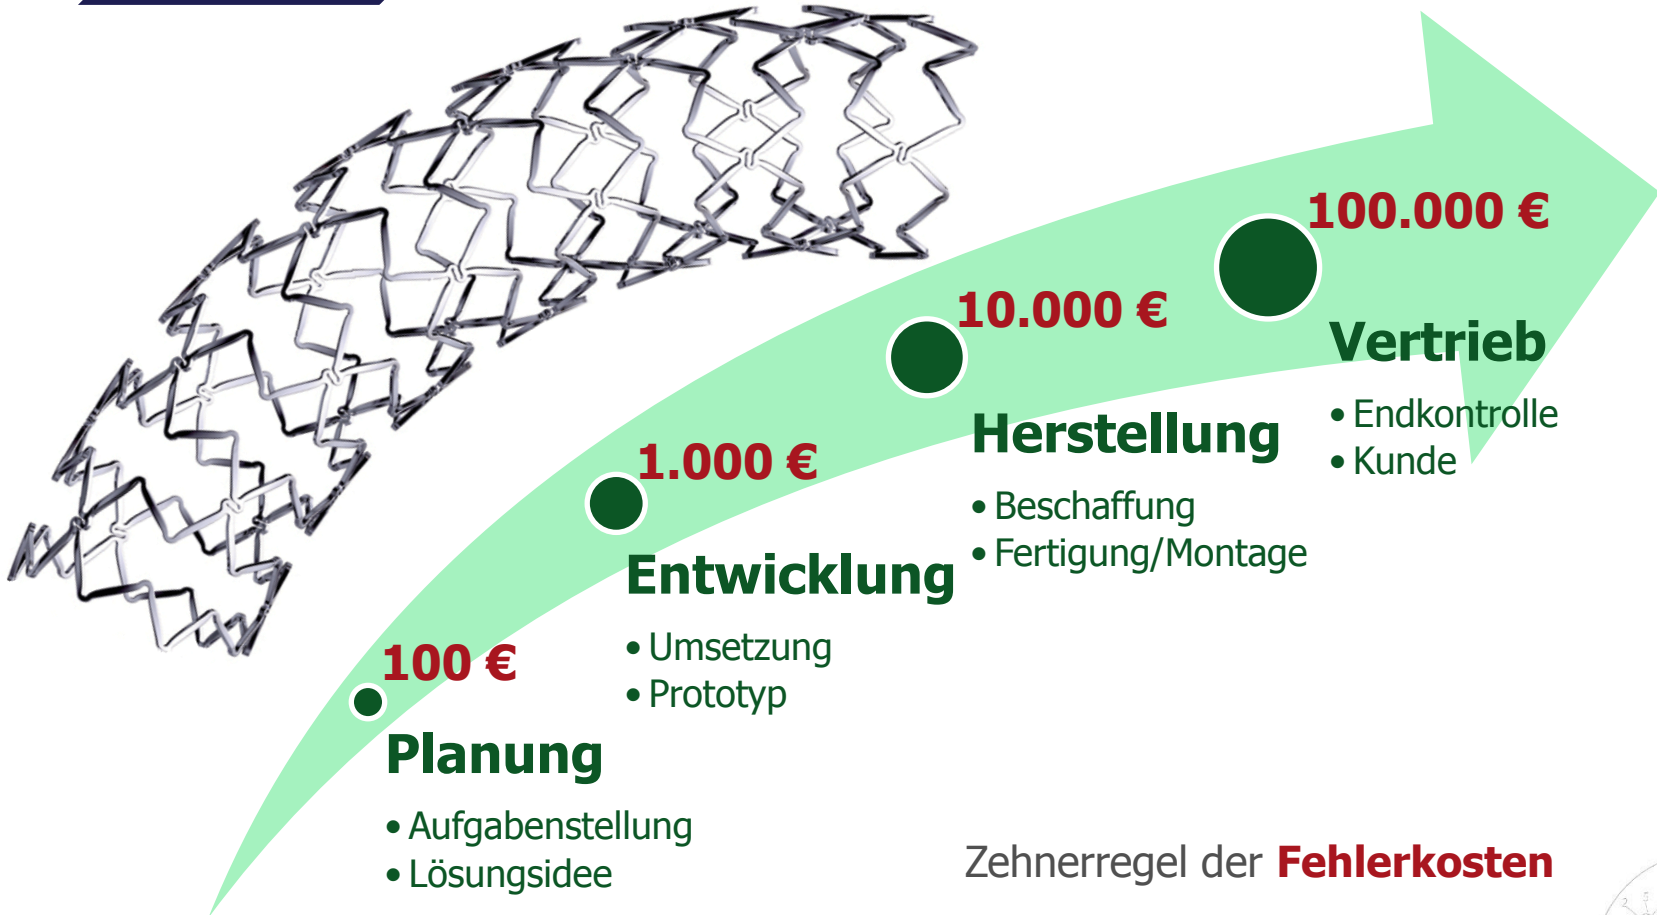 100.000 €
10.000 €
Vertrieb
• Endkontrolle
• Kunde
1.000 €
Herstellung
• Beschaffung
• Fertigung/Montage
Entwicklung
• Umsetzung
• Prototyp
100 €
Planung
• Aufgabenstellung
• Lösungsidee
Zehnerregel der Fehlerkosten